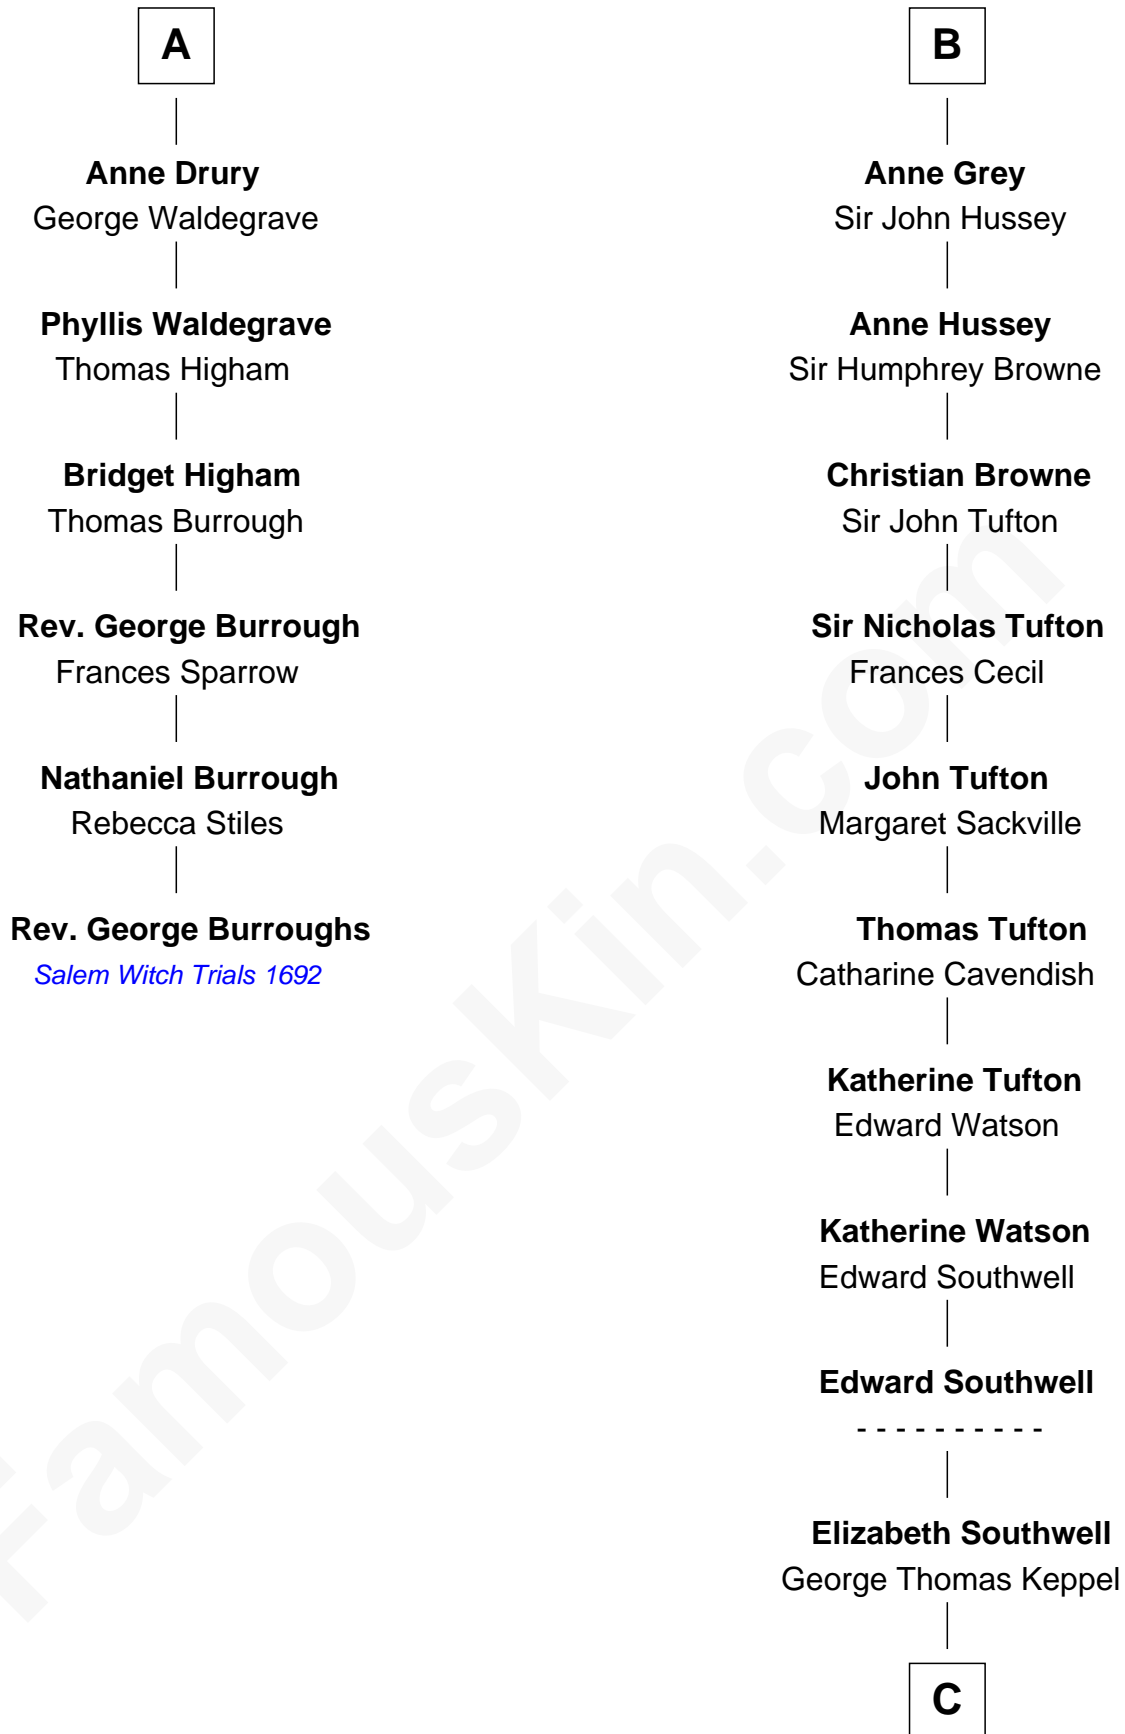 A
Anne Drury
George Waldegrave
Phyllis Waldegrave
Thomas Higham
Bridget Higham
Thomas Burrough
Rev. George Burrough
Frances Sparrow
Nathaniel Burrough
Rebecca Stiles
Rev. George Burroughs
Salem Witch Trials 1692
B
Anne Grey
Sir John Hussey
Anne Hussey
Sir Humphrey Browne
Christian Browne
Sir John Tufton
Sir Nicholas Tufton
Frances Cecil
John Tufton
Margaret Sackville
Thomas Tufton
Catharine Cavendish
Katherine Tufton
Edward Watson
Katherine Watson
Edward Southwell
Edward Southwell
- - - - - - - - - -
Elizabeth Southwell
George Thomas Keppel
C
FamousKin.com